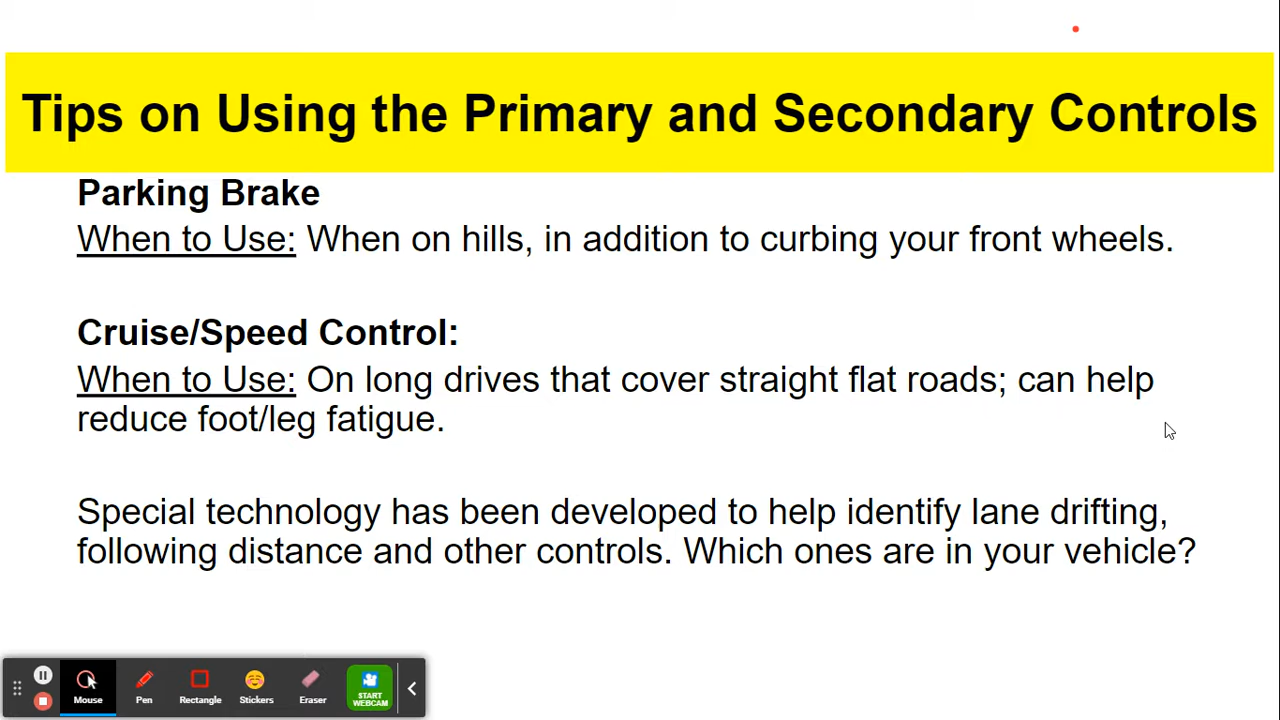 Tips on Using the Primary and Secondary Controls
Parking Brake
When to Use: When on hills, in addition to curbing your front wheels.
Cruise/Speed Control:
When to Use: On long drives that cover straight flat roads; can help
reduce foot/leg fatigue.
Special technology has been developed to help identify lane drifting,
following distance and other controls. Which ones are in your vehicle?
Mouse Pen Rectangle Stickers Eraser
START
WEBCAM